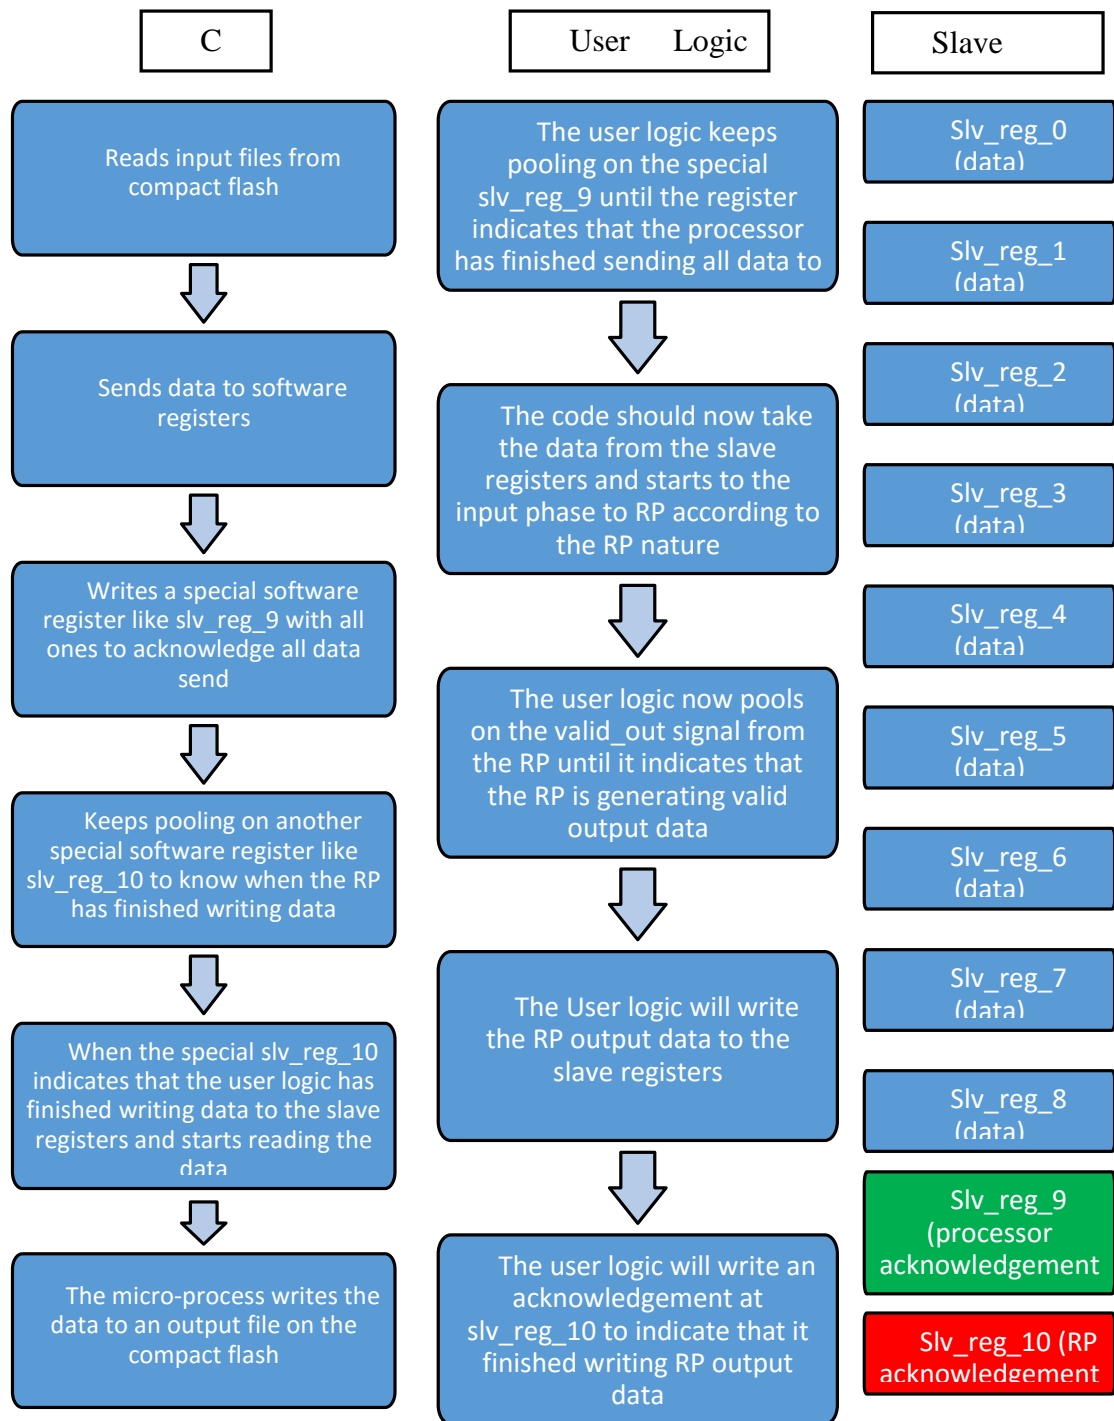 C
User Logic
Slave
Reads input files from
compact flash
Sends data to software
registers
Writes a special software
register like slv_reg_9 with all
ones to acknowledge all data
send
Keeps pooling on another
special software register like
slv_reg_10 to know when the RP
has finished writing data
When the special slv_reg_10
indicates that the user logic has
finished writing data to the slave
registers and starts reading the
data
The micro-process writes the
data to an output file on the
compact flash
The user logic keeps
pooling on the special
slv_reg_9 until the register
indicates that the processor
has finished sending all data to
The code should now take
the data from the slave
registers and starts to the
input phase to RP according to
the RP nature
The user logic now pools
on the valid_out signal from
the RP until it indicates that
the RP is generating valid
output data
The User logic will write
the RP output data to the
slave registers
The user logic will write an
acknowledgement at
slv_reg_10 to indicate that it
finished writing RP output
data
Slv_reg_0
(data)
Slv_reg_1
(data)
Slv_reg_2
(data)
Slv_reg_3
(data)
Slv_reg_4
(data)
Slv_reg_5
(data)
Slv_reg_6
(data)
Slv_reg_7
(data)
Slv_reg_8
(data)
Slv_reg_9
(processor
acknowledgement
Slv_reg_10 (RP
acknowledgement